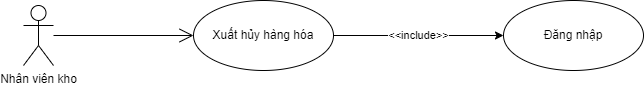 Xuất hủy hàng hóa
<<include>>
Đăng nhập
Nhân viên kho